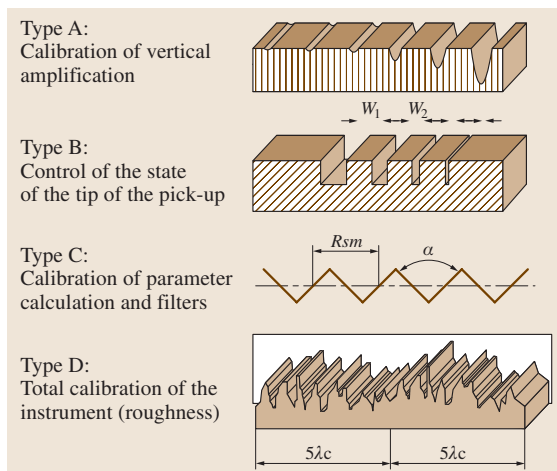 Type A:
Calibration of vertical
amplification
W1 W2
Type B:
Control of the state
of the tip of the pick-up
Rsm α
Type C:
Calibration of parameter
calculation and filters
Type D:
Total calibration of the
instrument (roughness)
5λc 5λc